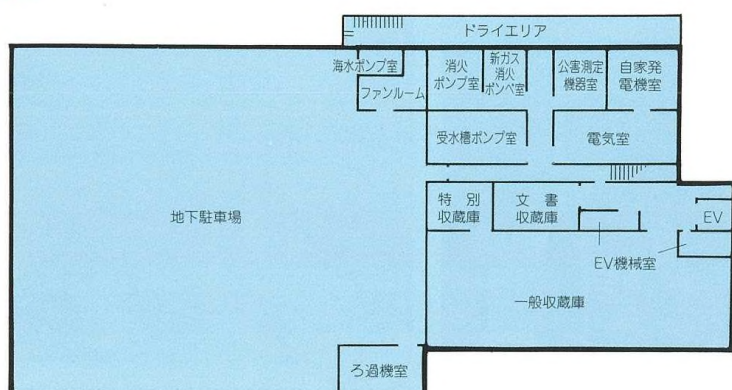 ドライエリア
海水ポンプ室
消火
ポンプ室
新ガス
消火
ボンベ室
公害測定
機器室
自家発
電機室
ファンルーム
受水槽ポンプ室
電気室
地下駐車場
特別
収蔵庫
文書
収蔵庫
EV
EV機械室
一般収蔵庫
ろ過機室